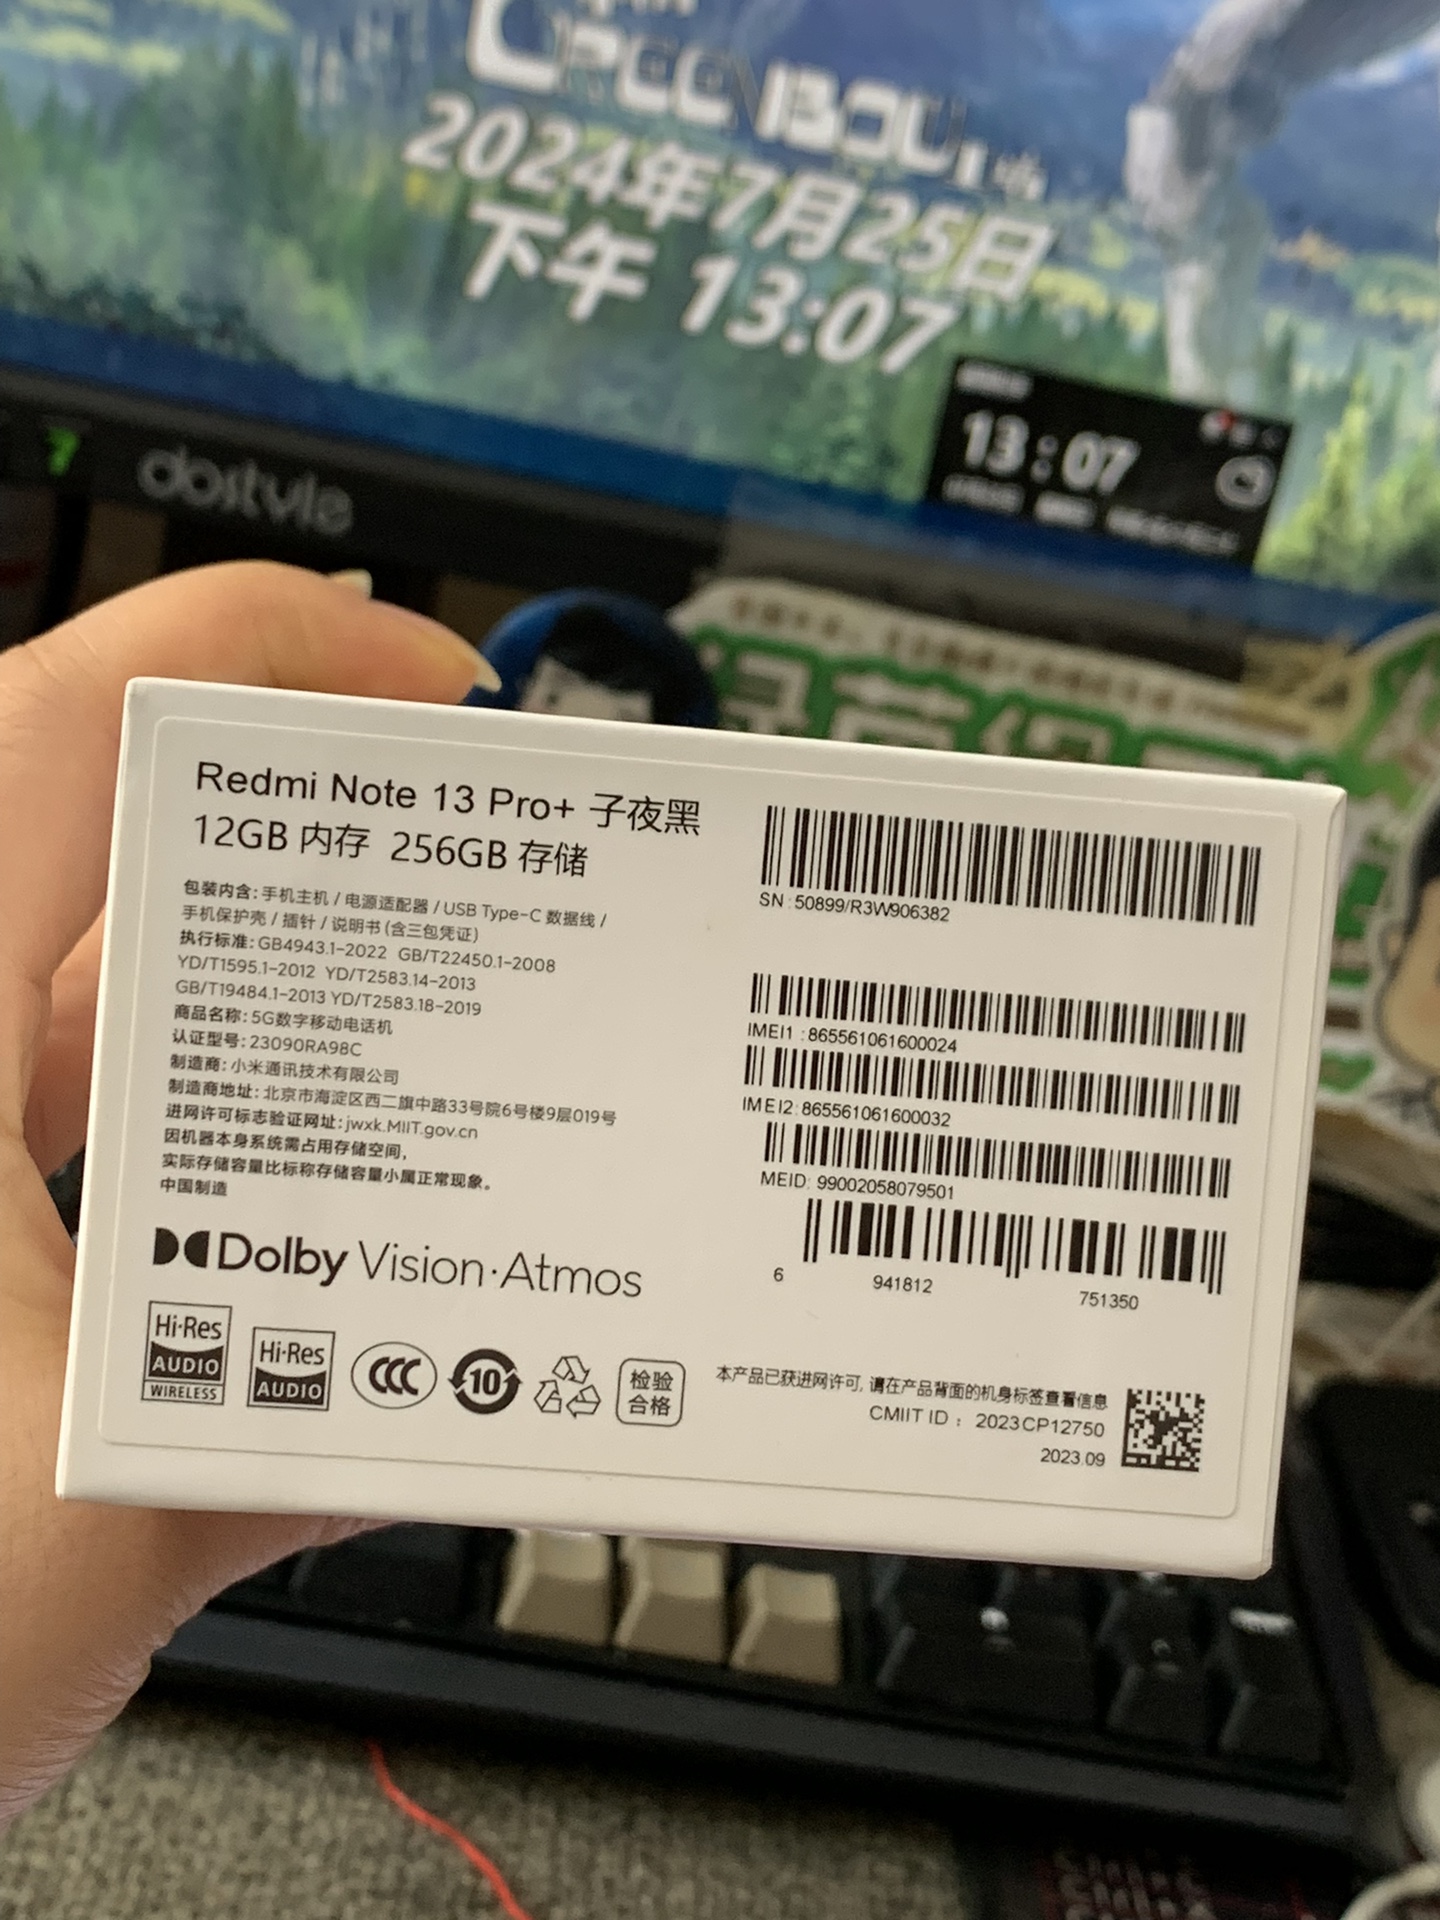 2024年7月25日
下午 13:07
13:07
7
dostyle
Redmi Note 13 Pro+ 子夜黑
12GB 内存 256GB 存储
包装内含: 手机主机 / 电源适配器 / USB Type-C 数据线 /
手机保护壳 / 插针 / 说明书 (含三包凭证)
执行标准: GB4943.1-2022 GB/T22450.1-2008
YD/T1595.1-2012 YD/T2583.14-2013
GB/T19484.1-2013 YD/T2583.18-2019
商品名称: 5G数字移动电话机
认证型号: 23090RA98C
制造商: 小米通讯技术有限公司
制造商地址: 北京市海淀区西二旗中路33号院6号楼9层019号
进网许可标志验证网址: jwxk.MIIT.gov.cn
因机器本身系统需占用存储空间,
实际存储容量比标称存储容量小属正常现象。
中国制造
Dolby Vision·Atmos
Hi·Res
AUDIO
WIRELESS
Hi·Res
AUDIO
CCC
10
检验
合格
SN : 50899/R3W906382
IMEI1 : 865561061600024
IMEI2: 865561061600032
MEID: 99002058079501
6 941812 751350
本产品已获进网许可, 请在产品背面的机身标签查看信息
CMIIT ID : 2023CP12750
2023.09